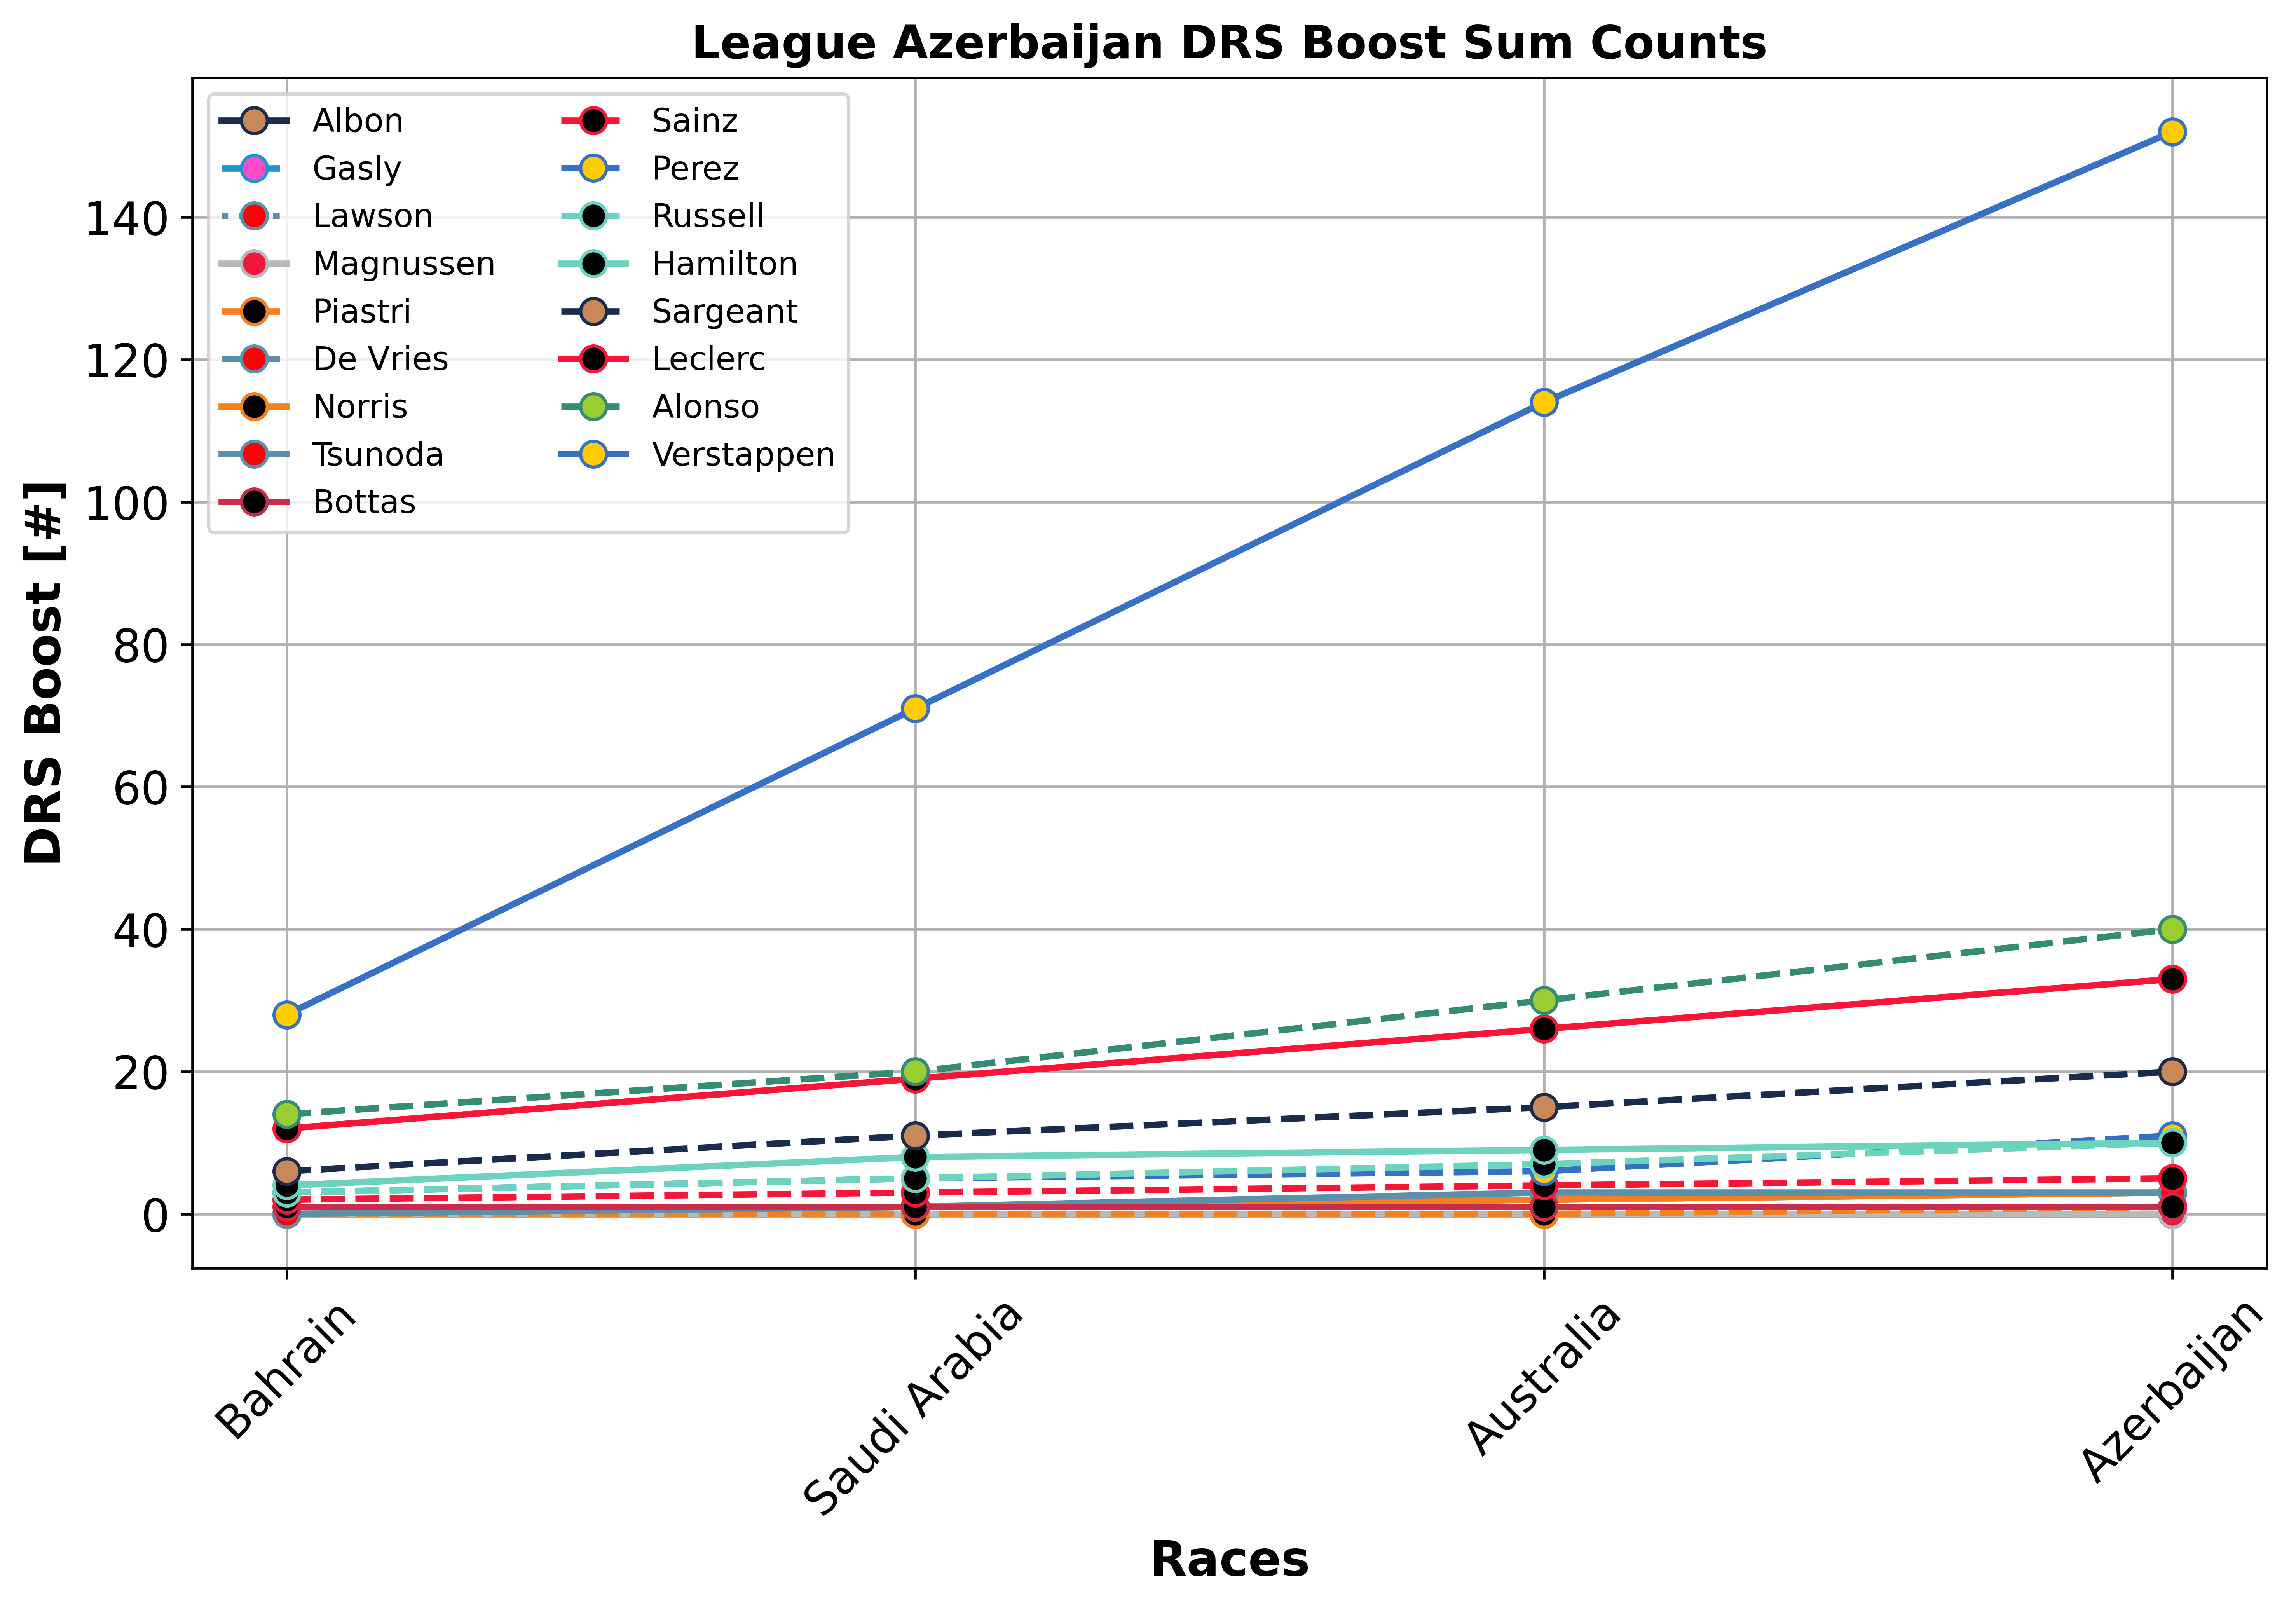 League Azerbaijan DRS Boost Sum Counts
Albon
Gasly
Lawson
Magnussen
Piastri
De Vries
Norris
Tsunoda
Bottas
Sainz
Perez
Russell
Hamilton
Sargeant
Leclerc
Alonso
Verstappen
DRS Boost [#]
140
120
100
80
60
40
20
0
Bahrain
Saudi Arabia
Australia
Azerbaijan
Races